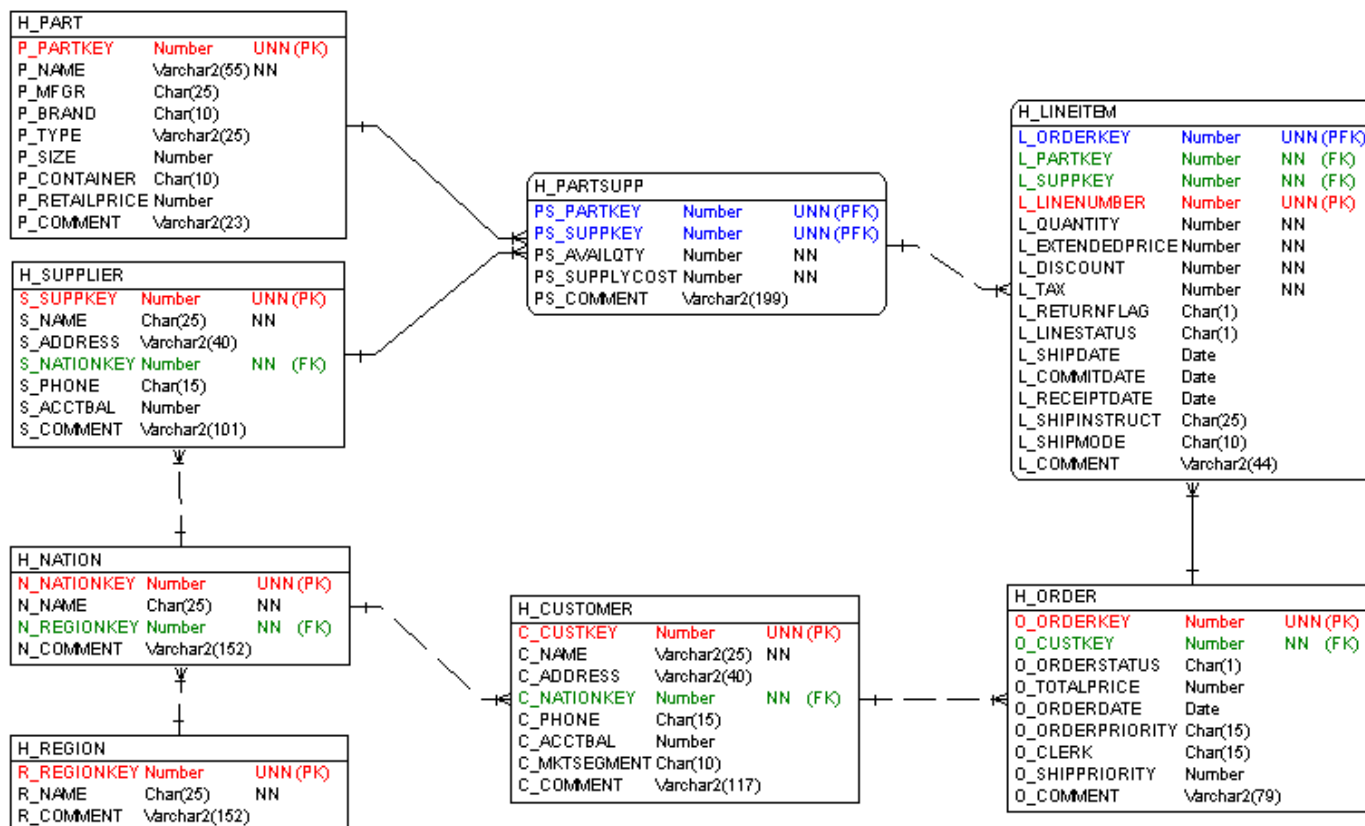 H_PART
P_PARTKEY Number UNN (PK)
P_NAME Varchar2(55) NN
P_MFGR Char(25)
P_BRAND Char(10)
P_TYPE Varchar2(25)
P_SIZE Number
P_CONTAINER Char(10)
P_RETAILPRICE Number
P_COMMENT Varchar2(23)
H_SUPPLIER
S_SUPPKEY Number UNN (PK)
S_NAME Char(25) NN
S_ADDRESS Varchar2(40)
S_NATIONKEY Number NN (FK)
S_PHONE Char(15)
S_ACCTBAL Number
S_COMMENT Varchar2(101)
H_NATION
N_NATIONKEY Number UNN (PK)
N_NAME Char(25) NN
N_REGIONKEY Number NN (FK)
N_COMMENT Varchar2(152)
H_REGION
R_REGIONKEY Number UNN (PK)
R_NAME Char(25) NN
R_COMMENT Varchar2(152)
H_PARTSUPP
PS_PARTKEY Number UNN (PFK)
PS_SUPPKEY Number UNN (PFK)
PS_AVAILQTY Number NN
PS_SUPPLYCOST Number NN
PS_COMMENT Varchar2(199)
H_CUSTOMER
C_CUSTKEY Number UNN (PK)
C_NAME Varchar2(25) NN
C_ADDRESS Varchar2(40)
C_NATIONKEY Number NN (FK)
C_PHONE Char(15)
C_ACCTBAL Number
C_MKTSEGMENT Char(10)
C_COMMENT Varchar2(117)
H_LINEITEM
L_ORDERKEY Number UNN (PFK)
L_PARTKEY Number NN (FK)
L_SUPPKEY Number NN (FK)
L_LINENUMBER Number UNN (PK)
L_QUANTITY Number NN
L_EXTENDEDPRICE Number NN
L_DISCOUNT Number NN
L_TAX Number NN
L_RETURNFLAG Char(1)
L_LINESTATUS Char(1)
L_SHIPDATE Date
L_COMMITDATE Date
L_RECEIPTDATE Date
L_SHIPINSTRUCT Char(25)
L_SHIPMODE Char(10)
L_COMMENT Varchar2(44)
H_ORDER
O_ORDERKEY Number UNN (PK)
O_CUSTKEY Number NN (FK)
O_ORDERSTATUS Char(1)
O_TOTALPRICE Number
O_ORDERDATE Date
O_ORDERPRIORITY Char(15)
O_CLERK Char(15)
O_SHIPPRIORITY Number
O_COMMENT Varchar2(79)